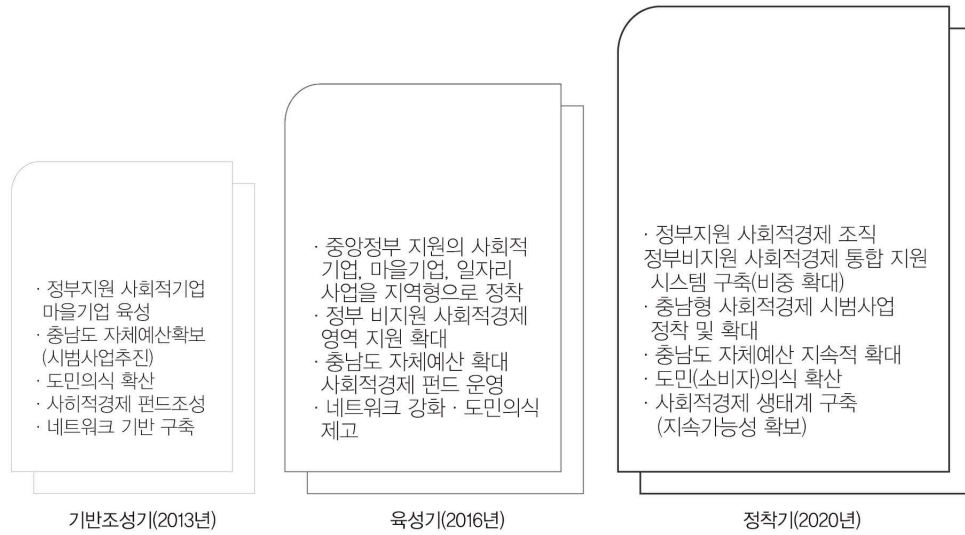 · 정부지원 사회적기업
마을기업 육성
· 충남도 자체예산확보
(시범사업추진)
· 도민의식 확산
· 사히적경제 펀드조성
· 네트워크 기반 구축
기반조성기(2013년)
· 중앙정부 지원의 사회적
기업, 마을기업, 일자리
사업을 지역형으로 정착
· 정부 비지원 사회적경제
영역 지원 확대
· 충남도 자체예산 확대
사회적경제 펀드 운영
· 네트워크 강화 · 도민의식
제고
육성기(2016년)
· 정부지원 사회적경제 조직
정부비지원 사회적경제 통합 지원
시스템 구축(비중 확대)
· 충남형 사회적경제 시범사업
정착 및 확대
· 충남도 자체예산 지속적 확대
· 도민(소비자)의식 확산
· 사회적경제 생태계 구축
(지속가능성 확보)
정착기(2020년)